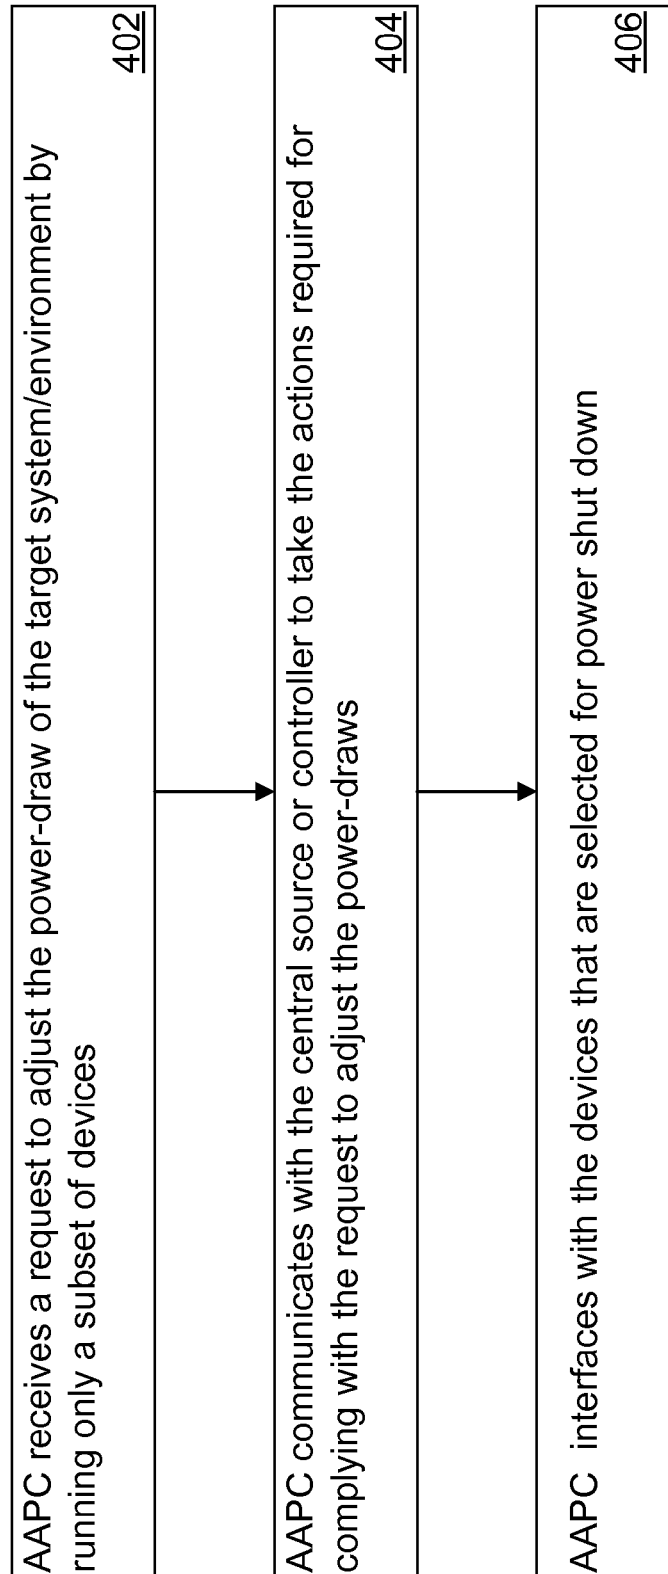 AAPC receives a request to adjust the power-draw of the target system/environment by
running only a subset of devices
402
AAPC communicates with the central source or controller to take the actions required for
complying with the request to adjust the power-draws
404
AAPC interfaces with the devices that are selected for power shut down
406